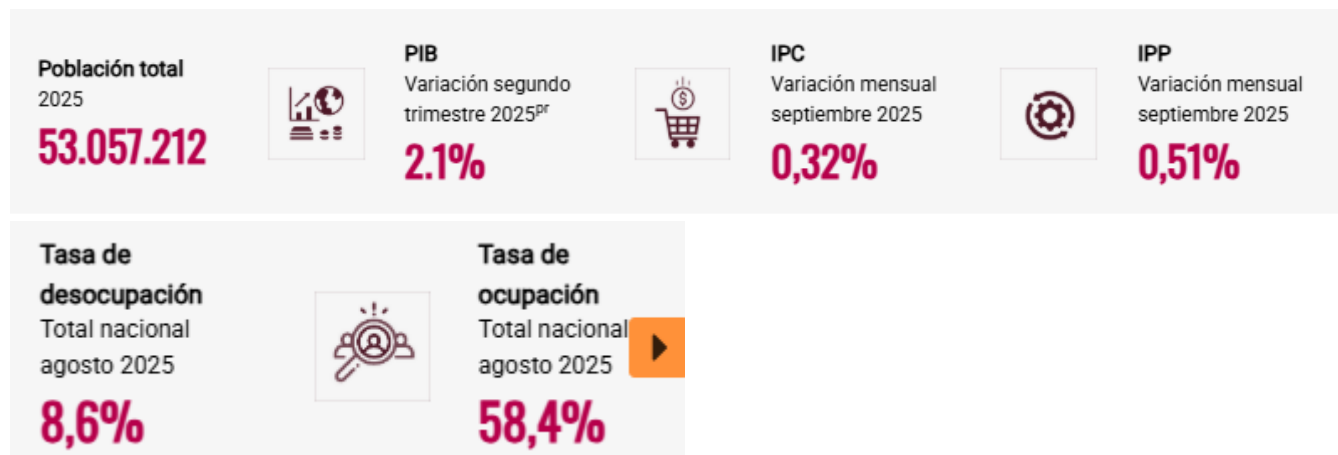 Población total
2025
53.057.212
PIB
Variación segundo
trimestre 2025pr
2.1%
IPC
Variación mensual
septiembre 2025
0,32%
IPP
Variación mensual
septiembre 2025
0,51%
Tasa de
desocupación
Total nacional
agosto 2025
8,6%
Tasa de
ocupación
Total nacional
agosto 2025
58,4%